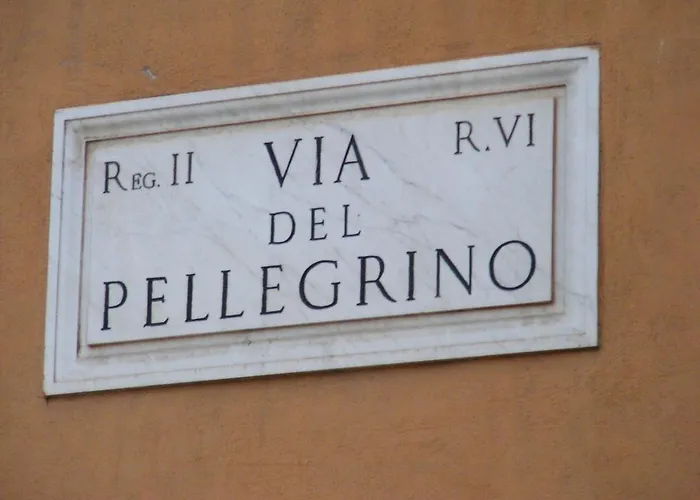 REG. II VIA R. VI
DEL
PELLEGRINO